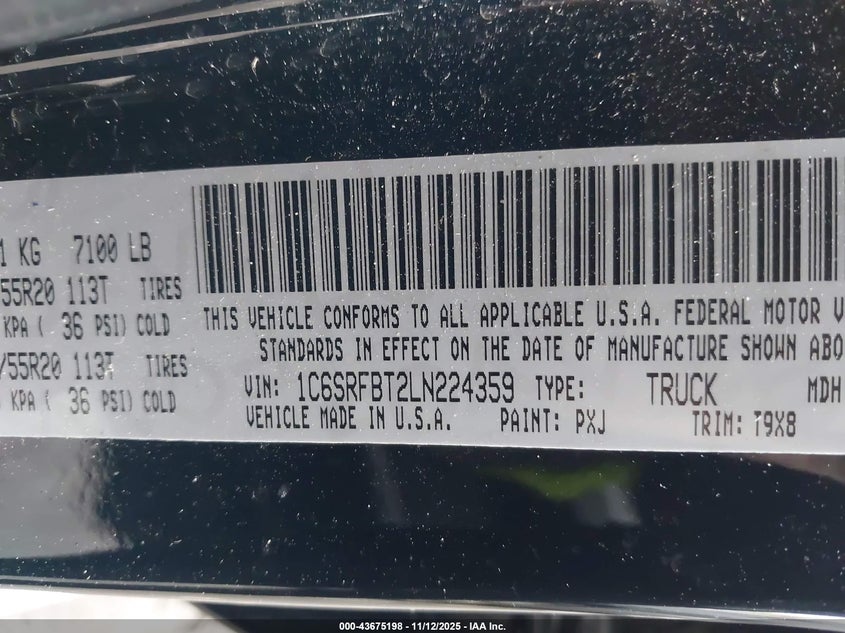 1 KG 7100 LB
55R20 113T TIRES
KPA ( 36 PSI) COLD
/55R20 113T TIRES
KPA ( 36 PSI) COLD
THIS VEHICLE CONFORMS TO ALL APPLICABLE U.S.A. FEDERAL MOTOR V
STANDARDS IN EFFECT ON THE DATE OF MANUFACTURE SHOWN ABO
VIN: 1C6SRFBT2LN224359 TYPE: TRUCK MDH
VEHICLE MADE IN U.S.A. PAINT: PXJ TRIM: T9X8
000-43675198 - 11/12/2025 - IAA Inc.